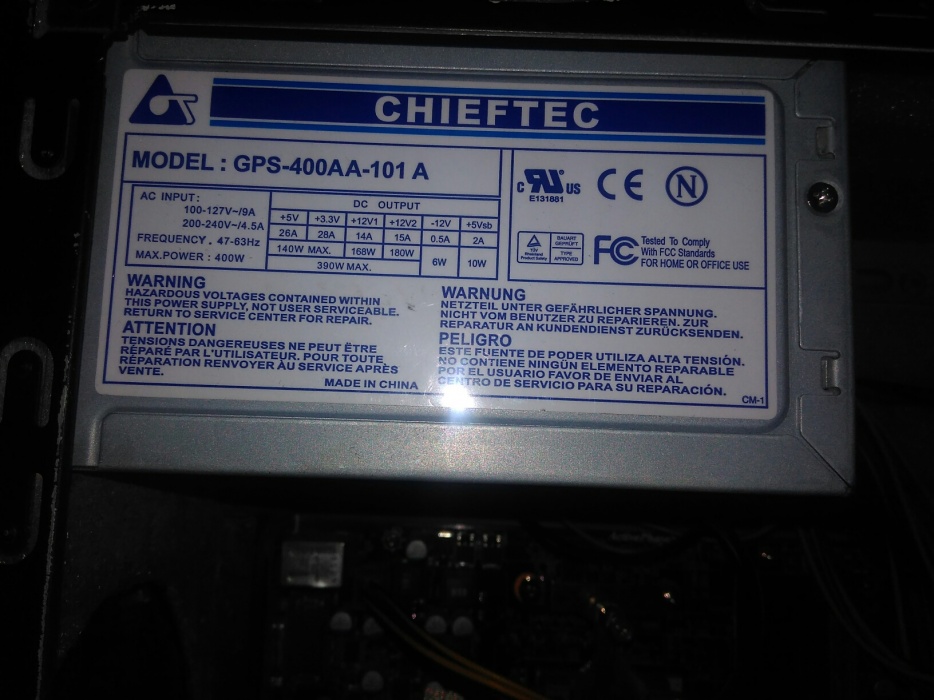 CHIEFTEC
MODEL : GPS-400AA-101 A
AC INPUT:
100-127V~/9A
200-240V~/4.5A
FREQUENCY . 47-63Hz
MAX.POWER : 400W
DC OUTPUT
+5V +3.3V +12V1 +12V2 -12V +5Vsb
26A 28A 14A 15A 0.5A 2A
140W MAX. 168W 180W 6W 10W
390W MAX.
C RU US
E131881
CE N
BAUART GEPRÜFT
TYPE APPROVED
FC Tested To Comply
With FCC Standards
FOR HOME OR OFFICE USE
WARNING
HAZARDOUS VOLTAGES CONTAINED WITHIN
THIS POWER SUPPLY, NOT USER SERVICEABLE.
RETURN TO SERVICE CENTER FOR REPAIR.
ATTENTION
TENSIONS DANGEREUSES NE PEUT ÊTRE
RÉPARÉ PAR L'UTILISATEUR. POUR TOUTE
RÉPARATION RENVOYER ÀU SERVICE APRÈS
VENTE.
MADE IN CHINA
WARNUNG
NETZTEIL UNTER GEFÄHRLICHER SPANNUNG.
NICHT VOM BENUTZER ZU REPARIEREN. ZUR
REPARATUR AN KUNDENDIENST ZURÜCKSENDEN.
PELIGRO
ESTE FUENTE DE PODER UTILIZA ALTA TENSIÓN.
NO CONTIENE NINGÚN ELEMENTO REPARABLE
POR EL USUARIO FAVOR DE ENVIAR AL
CENTRO DE SERVICIO PARA SU REPARACIÓN.
CM-1